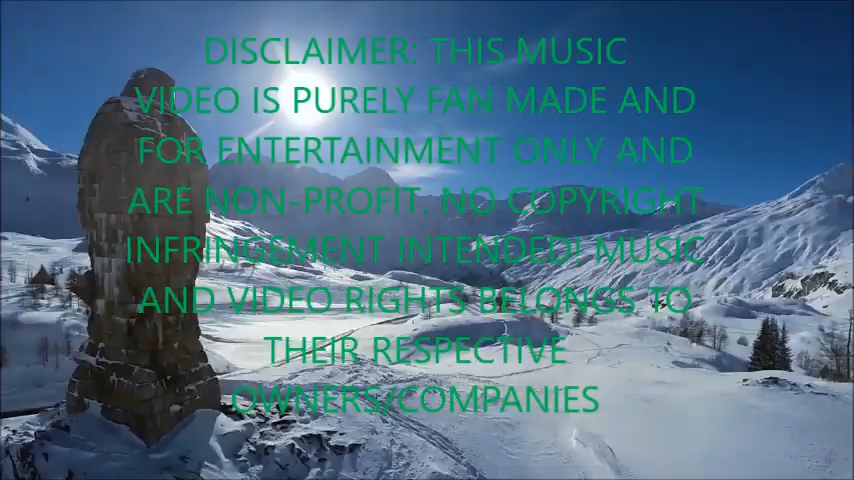 DISCLAIMER: THIS MUSIC
VIDEO IS PURELY FAN MADE AND
FOR ENTERTAINMENT ONLY AND
ARE NON-PROFIT. NO COPYRIGHT
INFRINGEMENT INTENDED! MUSIC
AND VIDEO RIGHTS BELONGS TO
THEIR RESPECTIVE
OWNERS/COMPANIES